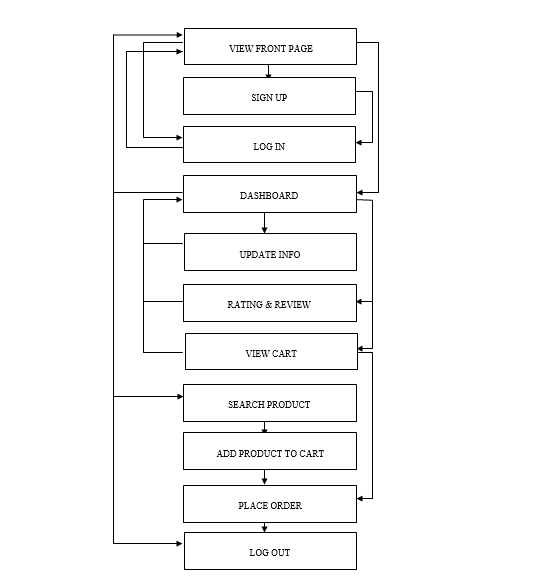 VIEW FRONT PAGE
SIGN UP
LOG IN
DASHBOARD
UPDATE INFO
RATING & REVIEW
VIEW CART
SEARCH PRODUCT
ADD PRODUCT TO CART
PLACE ORDER
LOG OUT